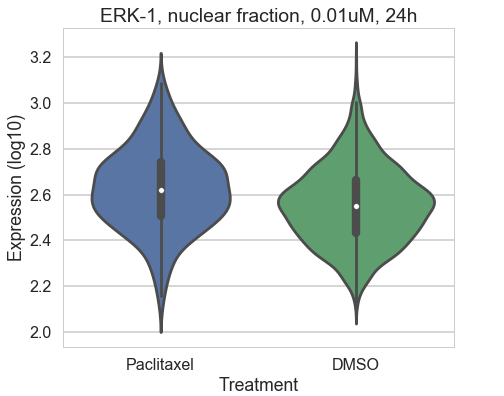 ERK-1, nuclear fraction, 0.01uM, 24h
Expression (log10)
3.2
3.0
2.8
2.6
2.4
2.2
2.0
Paclitaxel DMSO
Treatment